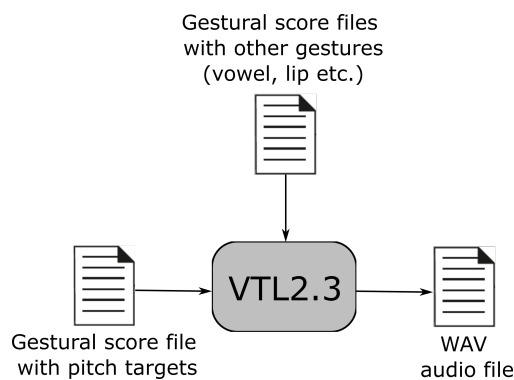 Gestural score files
with other gestures
(vowel, lip etc.)
VTL2.3
Gestural score file
with pitch targets
WAV
audio file